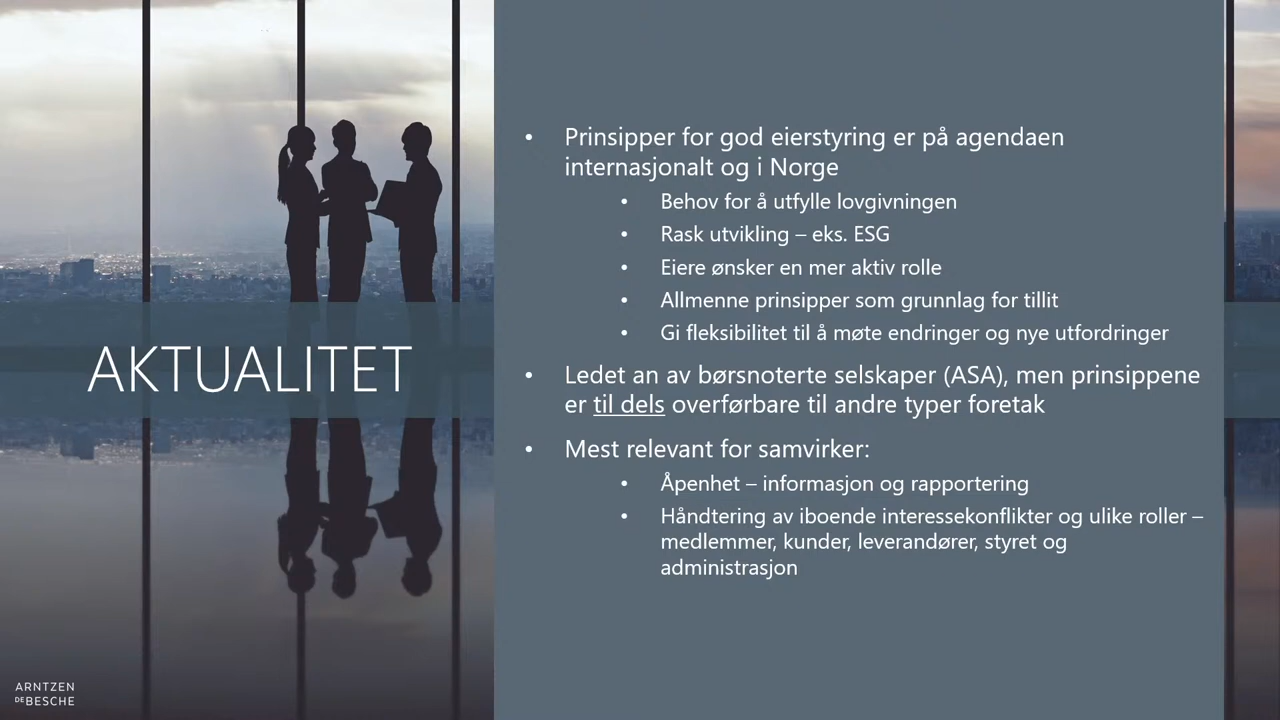 AKTUALITET
• Prinsipper for god eierstyring er på agendaen
internasjonalt og i Norge
• Behov for å utfylle lovgivningen
• Rask utvikling – eks. ESG
• Eiere ønsker en mer aktiv rolle
• Allmenne prinsipper som grunnlag for tillit
• Gi fleksibilitet til å møte endringer og nye utfordringer
• Ledet an av børsnoterte selskaper (ASA), men prinsippene
er til dels overførbare til andre typer foretak
• Mest relevant for samvirker:
• Åpenhet – informasjon og rapportering
• Håndtering av iboende interessekonflikter og ulike roller –
medlemmer, kunder, leverandører, styret og
administrasjon
ARNTZEN
DEBESCHE